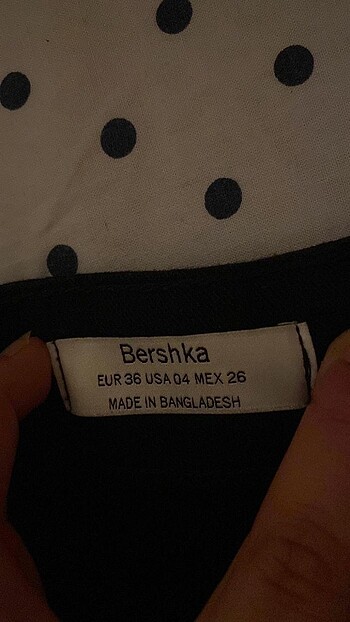 Bershka
EUR 36 USA 04 MEX 26
MADE IN BANGLADESH